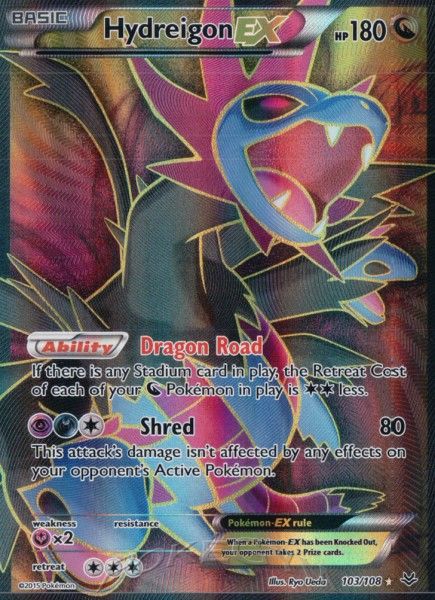 BASIC
Hydreigon EX HP180
Ability Dragon Road
If there is any Stadium card in play, the Retreat Cost
of each of your Pokémon in play is less.
Shred 80
This attack's damage isn't affected by any effects on
your opponent's Active Pokémon.
weakness resistance
×2
retreat
Pokémon-EX rule
When a Pokémon-EX has been Knocked Out,
your opponent takes 2 Prize cards.
©2015 Pokémon Illus. Ryo Ueda 103/108